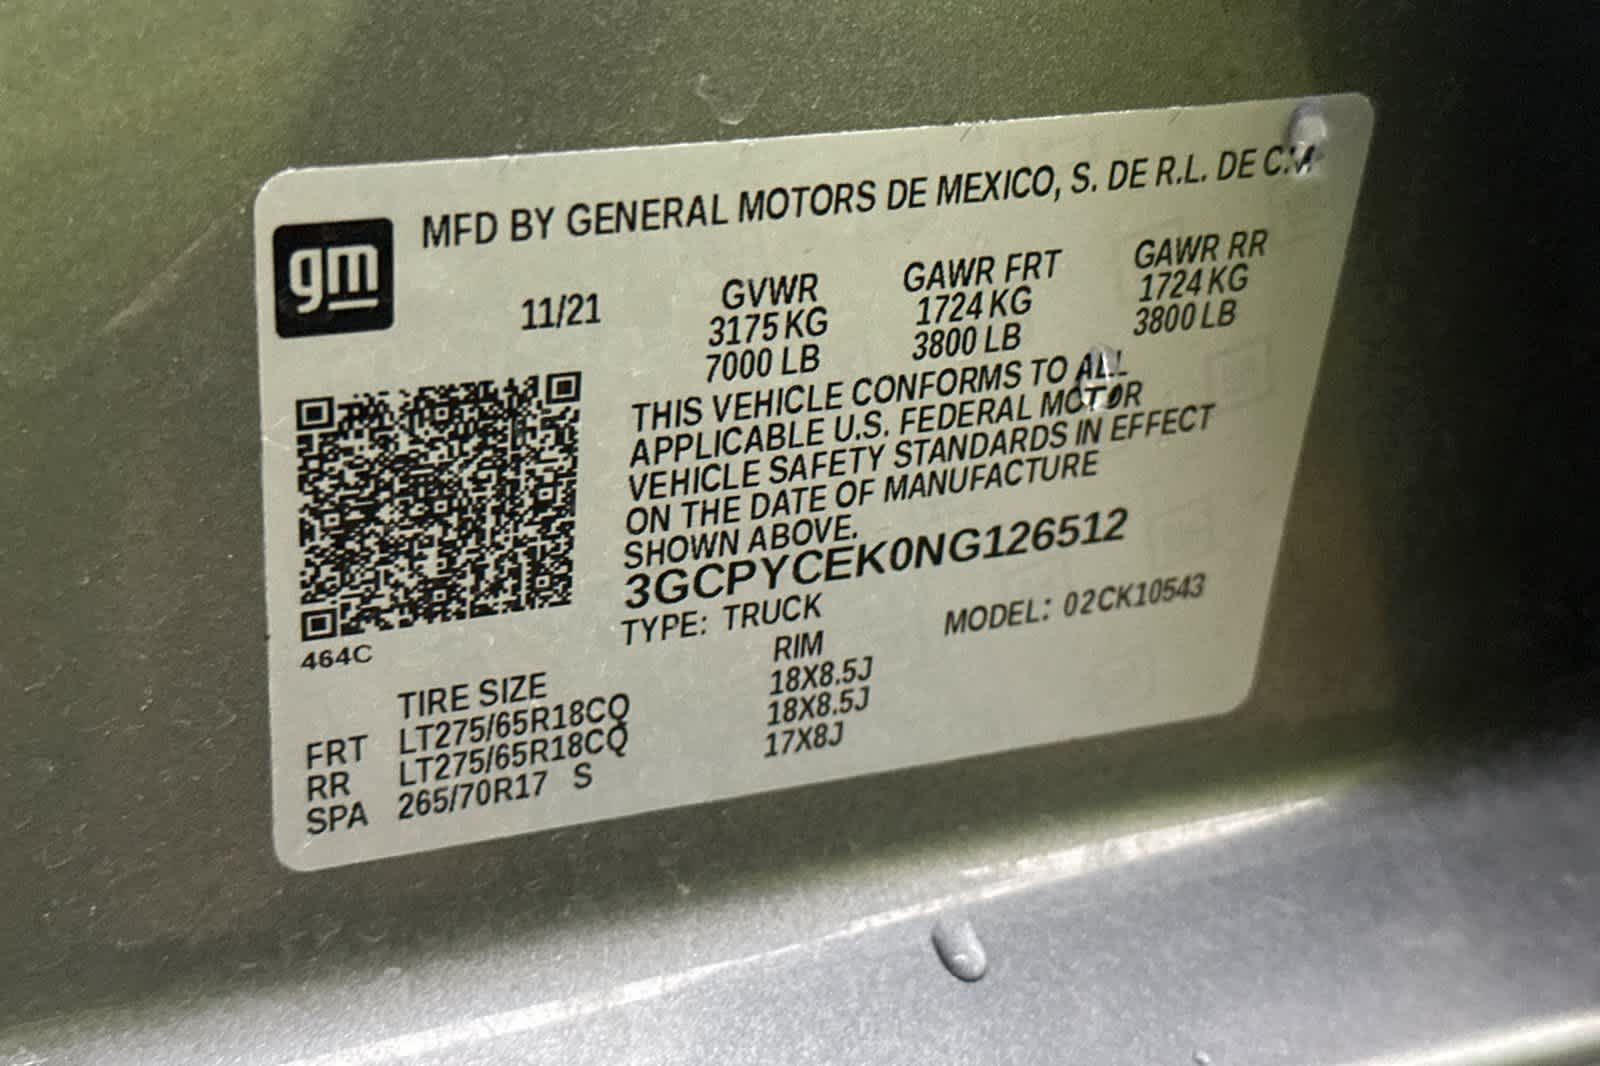 MFD BY GENERAL MOTORS DE MEXICO, S. DE R.L. DE
gm
11/21
GVWR
3175 KG
7000 LB
GAWR FRT
1724 KG
3800 LB
GAWR RR
1724 KG
3800 LB
THIS VEHICLE CONFORMS TO ALL
APPLICABLE U.S. FEDERAL MOTOR
VEHICLE SAFETY STANDARDS IN EFFECT
ON THE DATE OF MANUFACTURE
SHOWN ABOVE.
3GCPYCEK0NG126512
TYPE: TRUCK MODEL: 02CK10543
464C
TIRE SIZE RIM
FRT LT275/65R18CQ 18X8.5J
RR LT275/65R18CQ 18X8.5J
SPA 265/70R17 S 17X8J